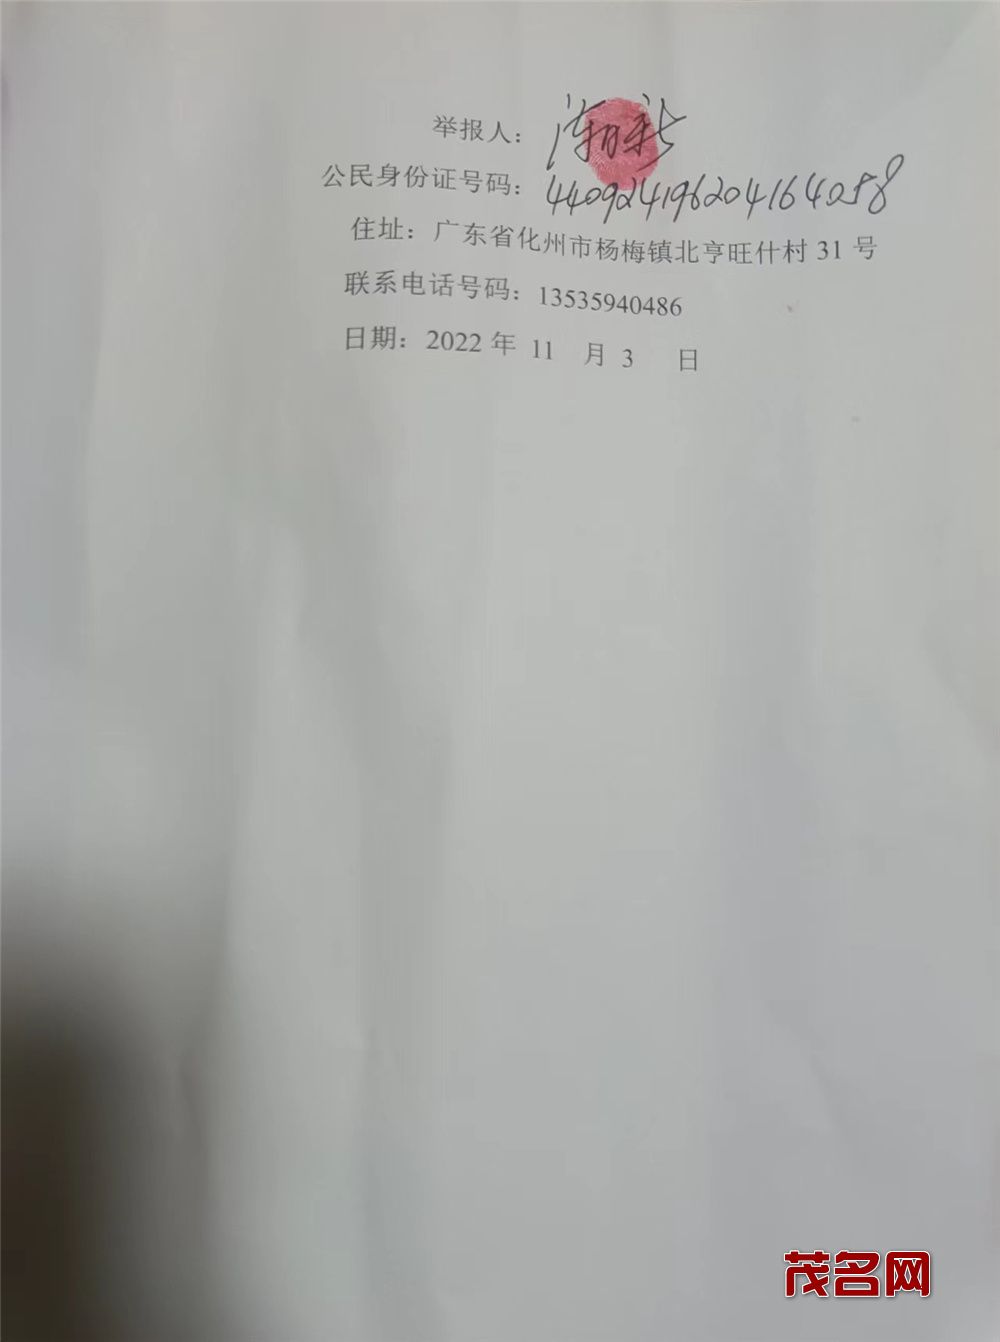 举报人：
公民身份证号码：440924196204164058
住址：广东省化州市杨梅镇北亨旺什村 31 号
联系电话号码：13535940486
日期：2022 年 11 月 3 日
茂名网